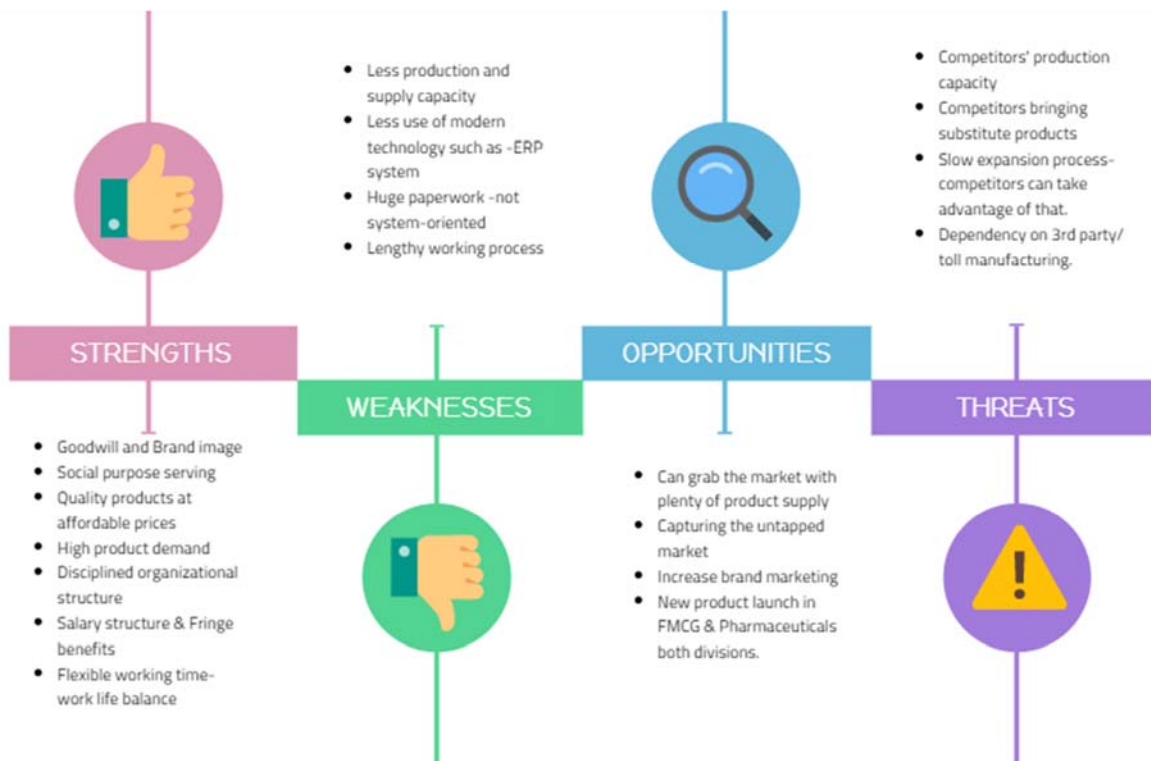 STRENGTHS
• Goodwill and Brand image
• Social purpose serving
• Quality products at
affordable prices
• High product demand
• Disciplined organizational
structure
• Salary structure & Fringe
benefits
• Flexible working time-
work life balance
• Less production and
supply capacity
• Less use of modern
technology such as -ERP
system
• Huge paperwork -not
system-oriented
• Lengthy working process
WEAKNESSES
OPPORTUNITIES
• Can grab the market with
plenty of product supply
• Capturing the untapped
market
• Increase brand marketing
• New product launch in
FMCG & Pharmaceuticals
both divisions.
• Competitors' production
capacity
• Competitors bringing
substitute products
• Slow expansion process-
competitors can take
advantage of that.
• Dependency on 3rd party/
toll manufacturing.
THREATS